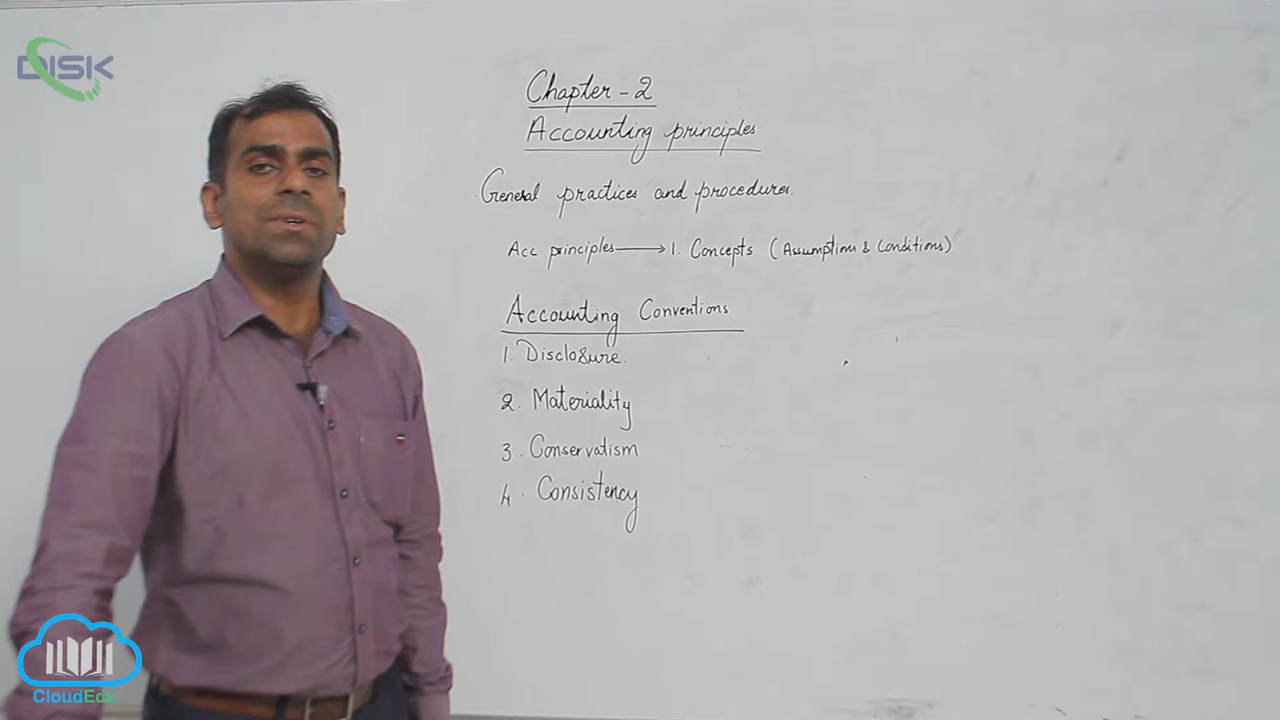 DISK
Chapter - 2
Accounting principles
General practices and procedures.
Acc principles → 1. Concepts (Assumptions & Conditions)
Accounting Conventions
1. Disclosure.
2. Materiality
3. Conservatism
4. Consistency
CloudEdz